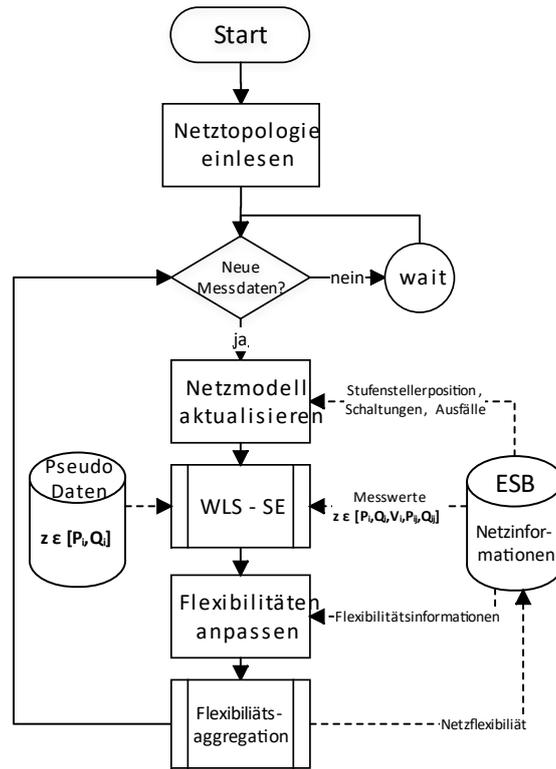 Start
Netztopologie
einlesen
Neue
Messdaten?
nein
wait
ja
Netzmodell
aktualisieren
Stufenstellerposition,
Schaltungen, Ausfälle
Pseudo
Daten
z ε [Pᵢ,Qᵢ]
WLS - SE
Messwerte
z ε [Pᵢ,Qᵢ,Vᵢ,Pᵢⱼ,Qᵢⱼ]
ESB
Netzinfor-
mationen
Flexibilitäten
anpassen
Flexibilitätsinformationen
Flexibiliäts-
aggregation
Netzflexibiliät